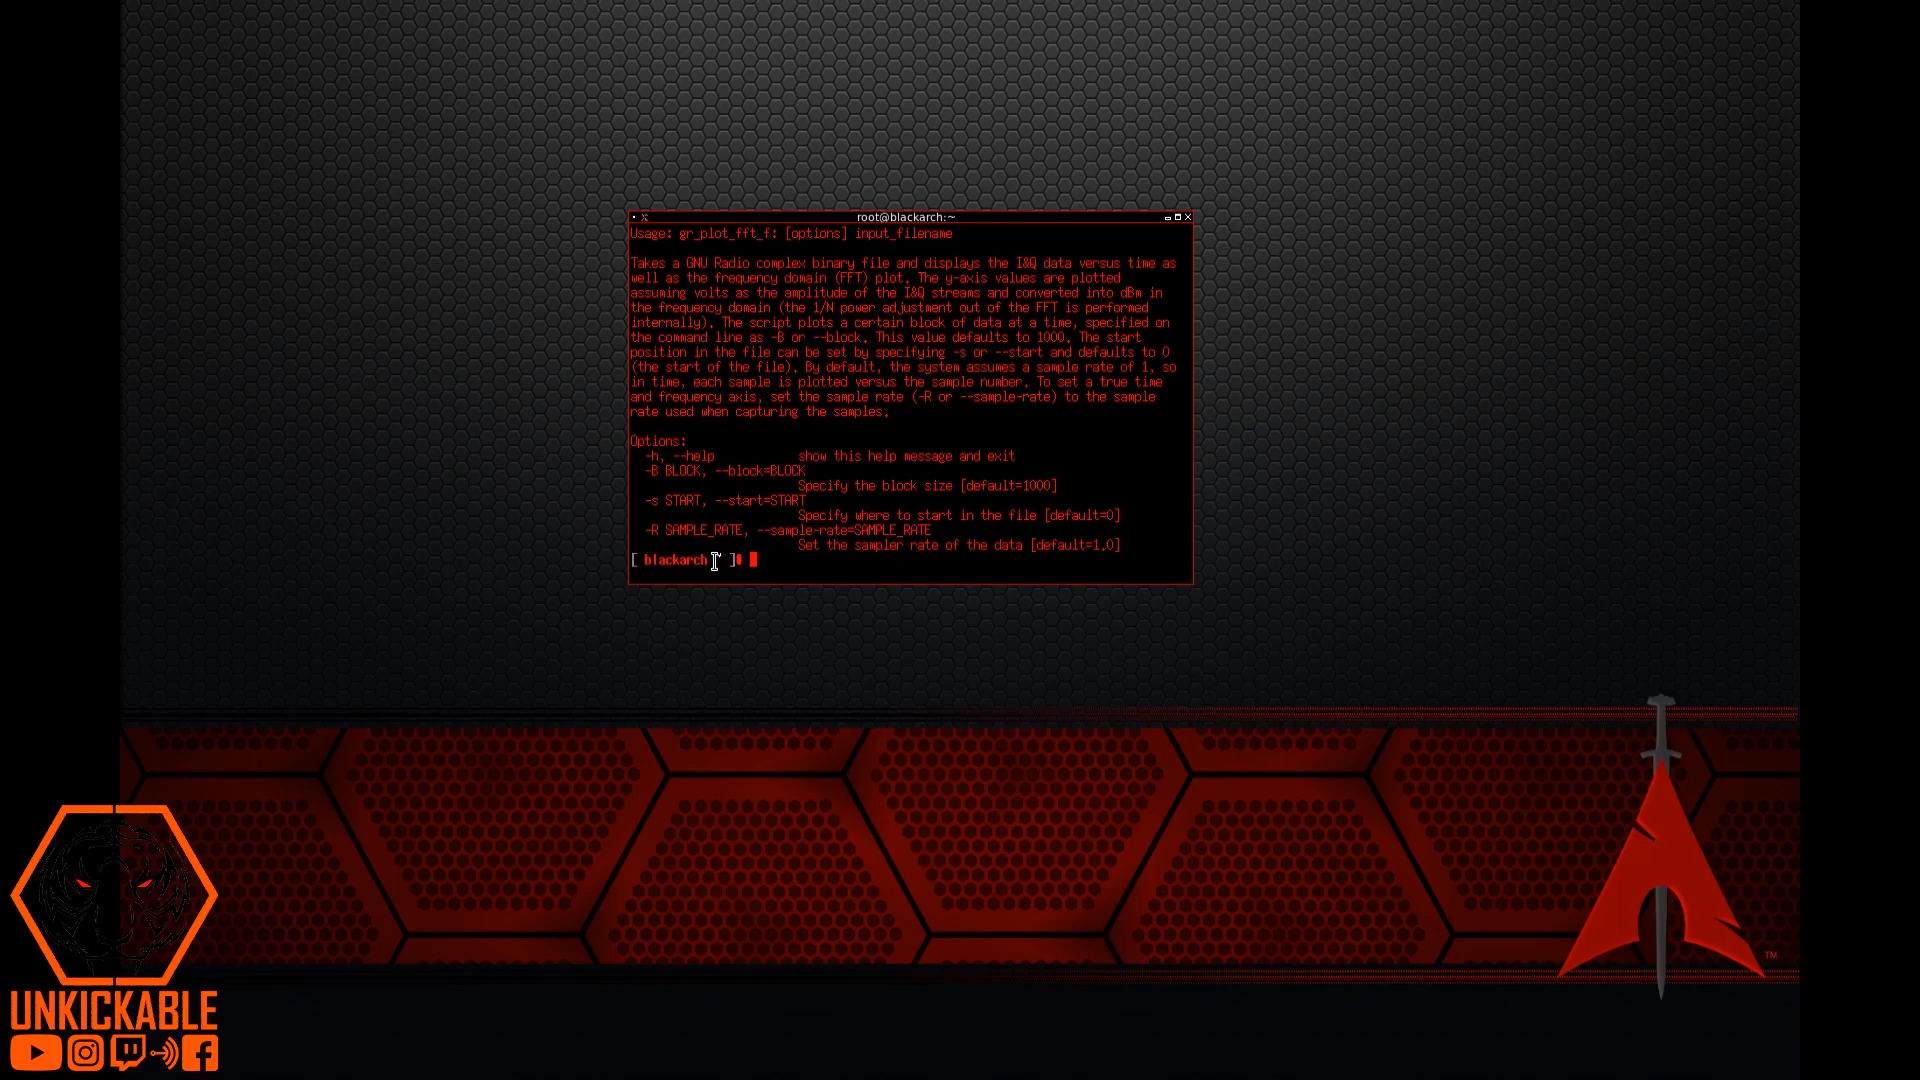 root@blackarch:~
Usage: gr_plot_fft_f: [options] input_filename
Takes a GNU Radio complex binary file and displays the I&Q data versus time as
well as the frequency domain (FFT) plot. The y-axis values are plotted
assuming volts as the amplitude of the I&Q streams and converted into dBm in
the frequency domain (the 1/N power adjustment out of the FFT is performed
internally). The script plots a certain block of data at a time, specified on
the command line as -B or --block. This value defaults to 1000. The start
position in the file can be set by specifying -s or --start and defaults to 0
(the start of the file). By default, the system assumes a sample rate of 1, so
in time, each sample is plotted versus the sample number. To set a true time
and frequency axis, set the sample rate (-R or --sample-rate) to the sample
rate used when capturing the samples.
Options:
-h, --help show this help message and exit
-B BLOCK, --block=BLOCK
Specify the block size [default=1000]
-s START, --start=START
Specify where to start in the file [default=0]
-R SAMPLE_RATE, --sample-rate=SAMPLE_RATE
Set the sampler rate of the data [default=1.0]
[ blackarch ~ ]#
TM
UNKICKABLE